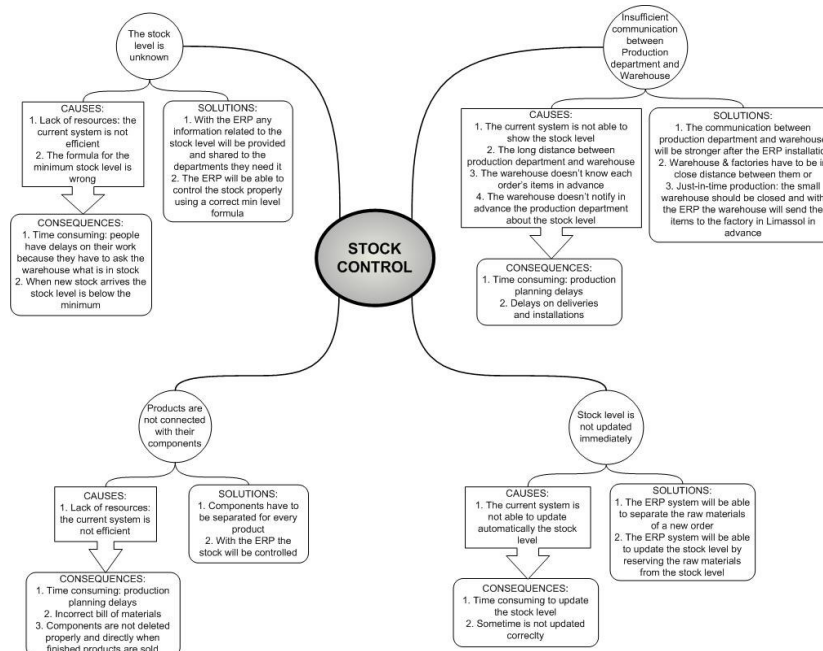 STOCK
CONTROL
The stock
level is
unknown
CAUSES:
1. Lack of resources: the
current system is not
efficient
2. The formula for the
minimum stock level is
wrong
SOLUTIONS:
1. With the ERP any
information related to the
stock level will be provided
and shared to the
departments they need it
2. The ERP will be able to
control the stock properly
using a correct min level
formula
CONSEQUENCES:
1. Time consuming: people
have delays on their work
because they have to ask the
warehouse what is in stock
2. When new stock arrives the
stock level is below the
minimum
Insufficient
communication
between
Production
department and
Warehouse
CAUSES:
1. The current system is not able to
show the stock level
2. The long distance between
production department and warehouse
3. The warehouse doesn't know each
order's items in advance
4. The warehouse doesn't notify in
advance the production department
about the stock level
SOLUTIONS:
1. The communication between
production department and warehouse
will be stronger after the ERP installation
2. Warehouse & factories have to be in
close distance between them or
3. Just-in-time production: the small
warehouse should be closed and with
the ERP the warehouse will send the
items to the factory in Limassol in
advance
CONSEQUENCES:
1. Time consuming: production
planning delays
2. Delays on deliveries
and installations
Products are
not connected
with their
components
CAUSES:
1. Lack of resources:
the current system is
not efficient
SOLUTIONS:
1. Components have to
be separated for every
product
2. With the ERP the
stock will be controlled
CONSEQUENCES:
1. Time consuming: production
planning delays
2. Incorrect bill of materials
3. Components are not deleted
properly and directly when
finished products are sold
Stock level is
not updated
immediately
CAUSES:
1. The current system is
not able to update
automatically the stock
level
SOLUTIONS:
1. The ERP system will be able
to separate the raw materials
of a new order
2. The ERP system will be able
to update the stock level by
reserving the raw materials
from the stock level
CONSEQUENCES:
1. Time consuming to update
the stock level
2. Sometime is not updated
correclty